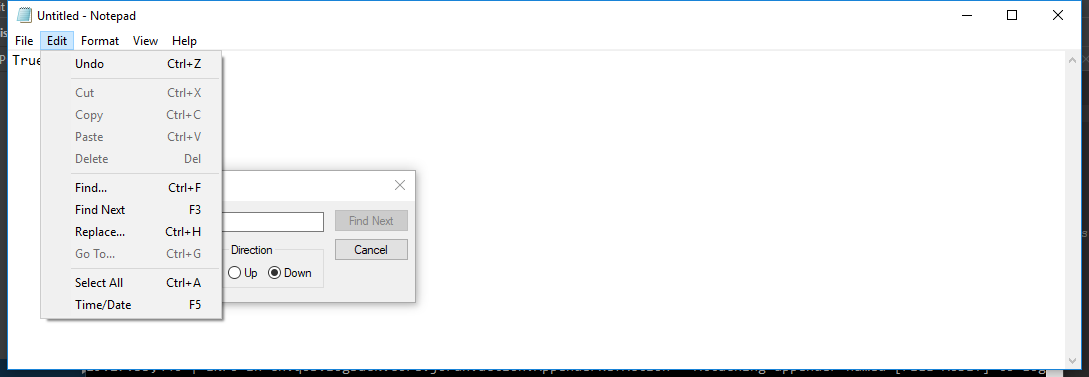 Untitled - Notepad
File Edit Format View Help
True
Undo Ctrl+Z
Cut Ctrl+X
Copy Ctrl+C
Paste Ctrl+V
Delete Del
Find... Ctrl+F
Find Next F3
Replace... Ctrl+H
Go To... Ctrl+G
Select All Ctrl+A
Time/Date F5
Find Next
Cancel
Direction
Up Down